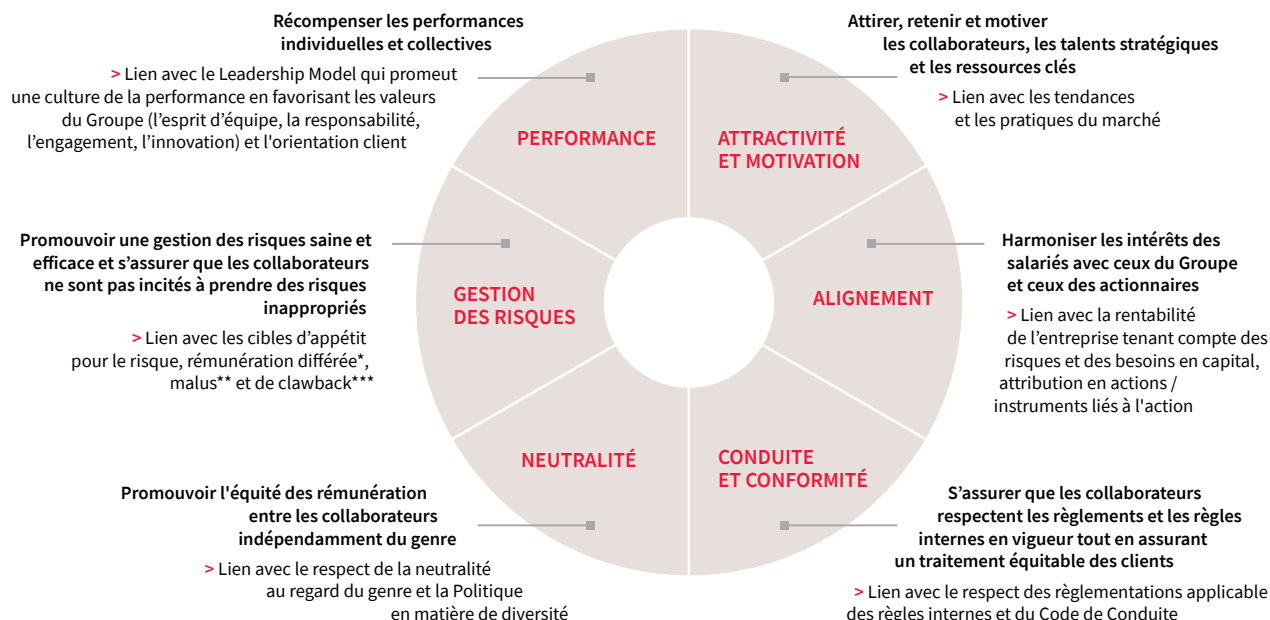 Récompenser les performances
individuelles et collectives
> Lien avec le Leadership Model qui promeut
une culture de la performance en favorisant les valeurs
du Groupe (l’esprit d’équipe, la responsabilité,
l’engagement, l’innovation) et l'orientation client
Attirer, retenir et motiver
les collaborateurs, les talents stratégiques
et les ressources clés
> Lien avec les tendances
et les pratiques du marché
PERFORMANCE
ATTRACTIVITÉ
ET MOTIVATION
Promouvoir une gestion des risques saine et
efficace et s’assurer que les collaborateurs
ne sont pas incités à prendre des risques
inappropriés
> Lien avec les cibles d’appétit
pour le risque, rémunération différée*,
malus** et de clawback***
GESTION
DES RISQUES
ALIGNEMENT
Harmoniser les intérêts des
salariés avec ceux du Groupe
et ceux des actionnaires
> Lien avec la rentabilité
de l’entreprise tenant compte des
risques et des besoins en capital,
attribution en actions /
instruments liés à l'action
NEUTRALITÉ
CONDUITE
ET CONFORMITÉ
Promouvoir l'équité des rémunération
entre les collaborateurs
indépendamment du genre
> Lien avec le respect de la neutralité
au regard du genre et la Politique
en matière de diversité
S’assurer que les collaborateurs
respectent les règlements et les règles
internes en vigueur tout en assurant
un traitement équitable des clients
> Lien avec le respect des règlementations applicable
des règles internes et du Code de Conduite